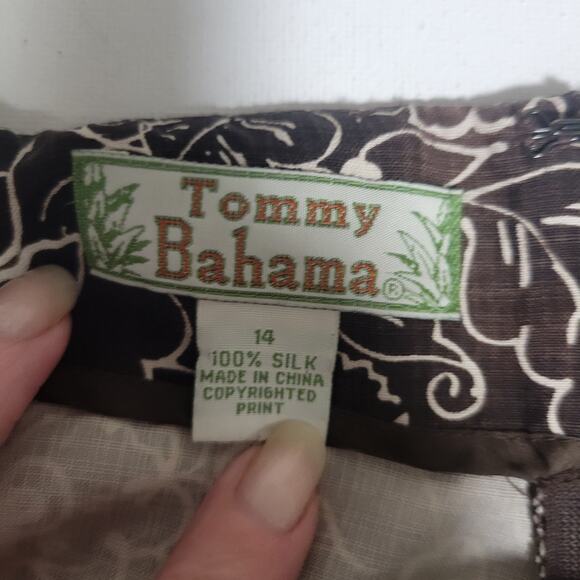 Tommy
Bahama®
14
100% SILK
MADE IN CHINA
COPYRIGHTED
PRINT